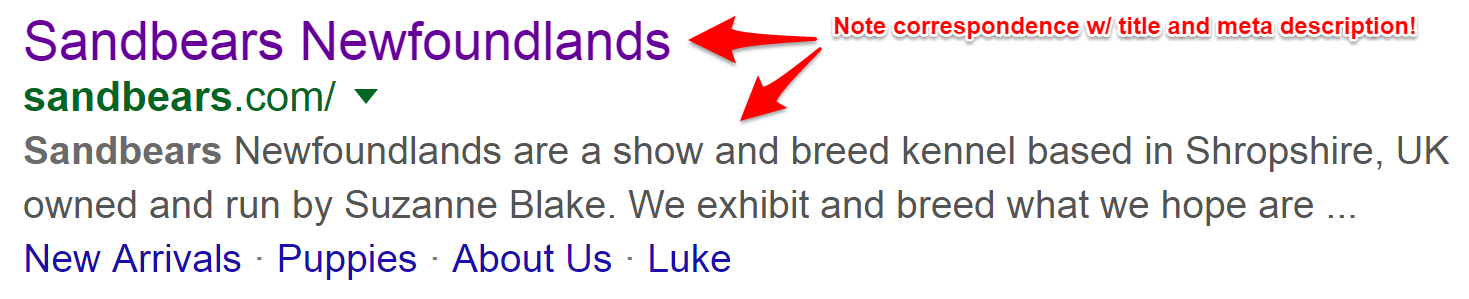 Sandbears Newfoundlands
Note correspondence w/ title and meta description!
sandbears.com/
Sandbears Newfoundlands are a show and breed kennel based in Shropshire, UK
owned and run by Suzanne Blake. We exhibit and breed what we hope are ...
New Arrivals · Puppies · About Us · Luke